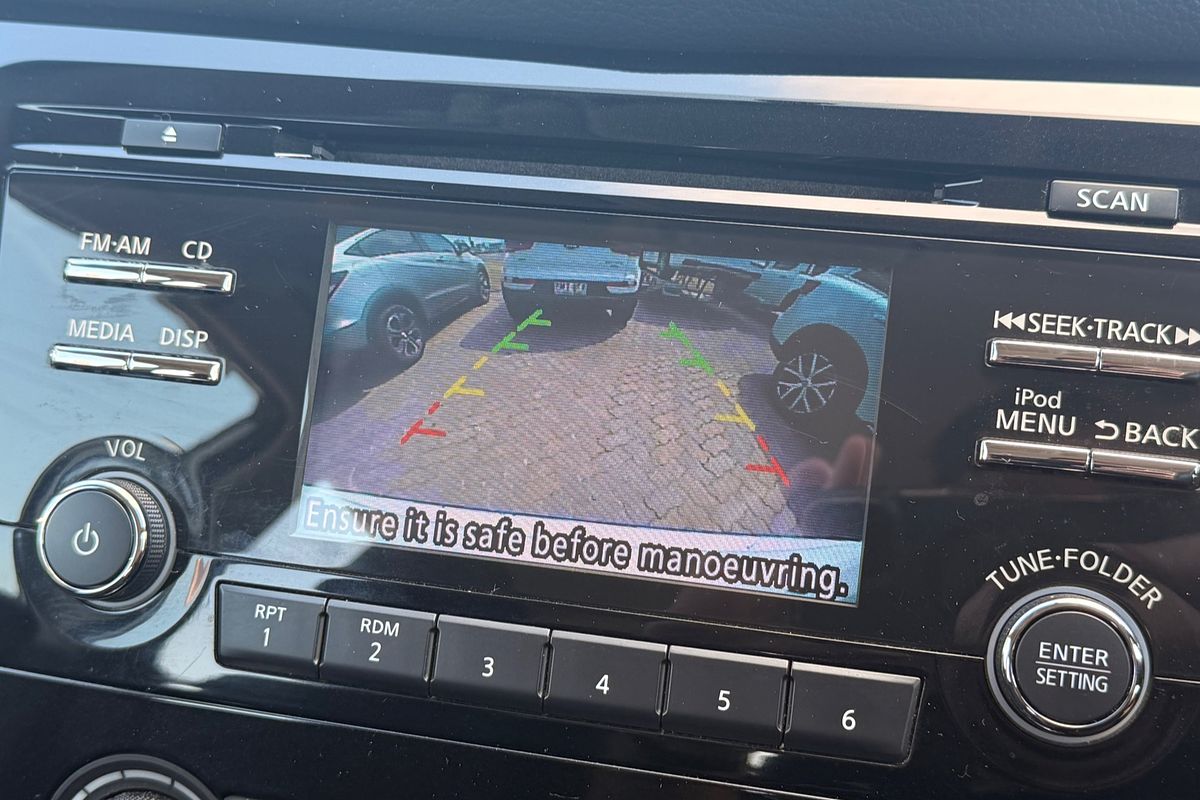 SCAN
FM·AM CD
MEDIA DISP
SEEK·TRACK
iPod
MENU BACK
VOL
Ensure it is safe before manoeuvring.
TUNE·FOLDER
ENTER
SETTING
RPT
1
RDM
2
3
4
5
6